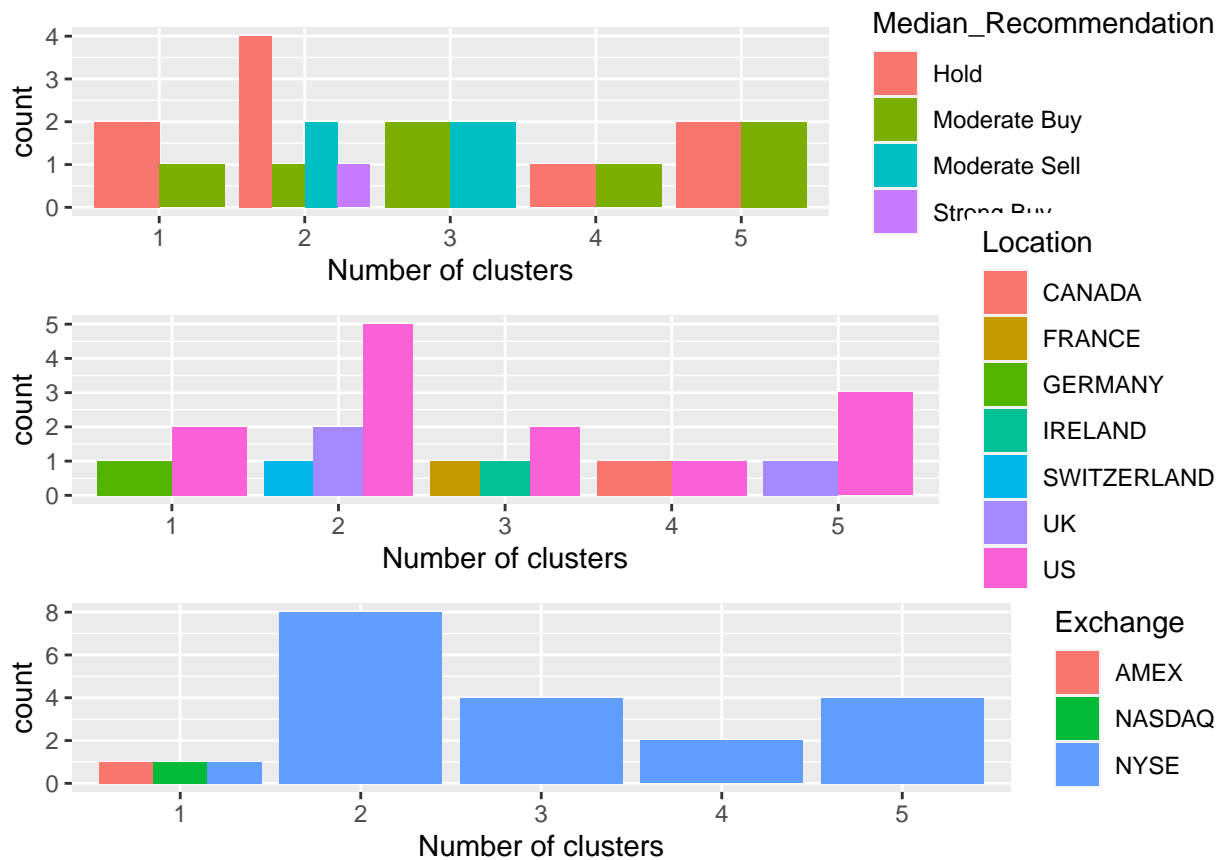 Median_Recommendation
Hold
Moderate Buy
Moderate Sell
Strong Buy
count
4
3
2
1
0
1 2 3 4 5
Number of clusters
Location
CANADA
FRANCE
GERMANY
IRELAND
SWITZERLAND
UK
US
count
5
4
3
2
1
0
1 2 3 4 5
Number of clusters
Exchange
AMEX
NASDAQ
NYSE
count
8
6
4
2
0
1 2 3 4 5
Number of clusters